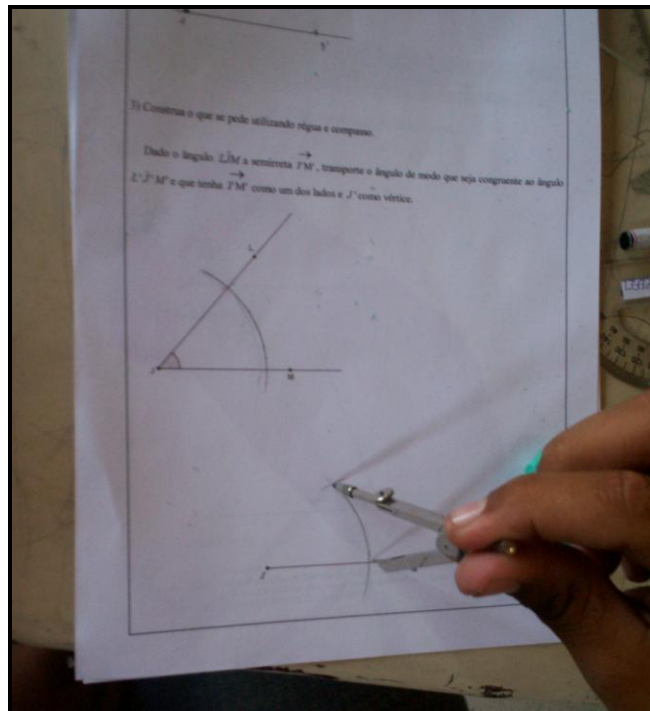 3) Construa o que se pede utilizando régua e compasso.
Dado o ângulo LĴM a semirreta J'M', transporte o ângulo de modo que seja congruente ao ângulo
L'Ĵ'M' e que tenha J'M' como um dos lados e J' como vértice.
L
J
M